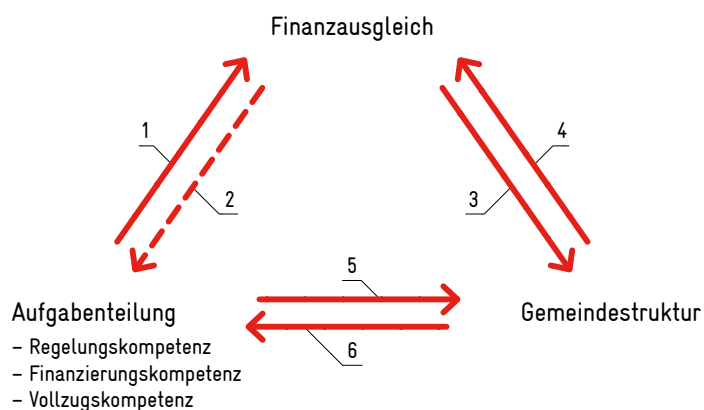 Finanzausgleich
1
4
2
3
5
Aufgabenteilung
Gemeindestruktur
– Regelungskompetenz
6
– Finanzierungskompetenz
– Vollzugskompetenz